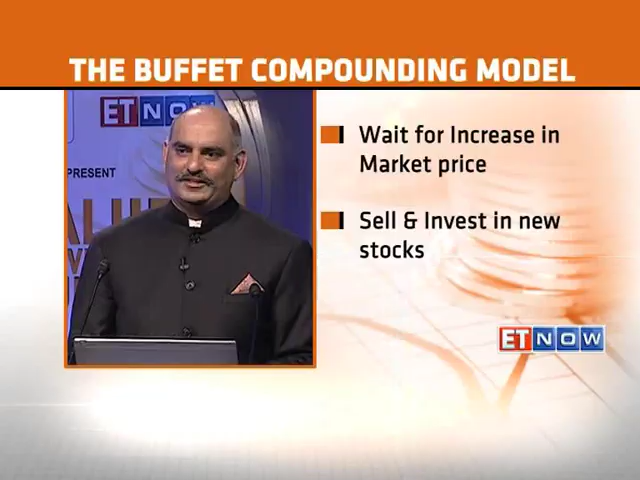 THE BUFFET COMPOUNDING MODEL
ET NOW
PRESENT
Wait for Increase in
Market price
Sell & Invest in new
stocks
ET NOW